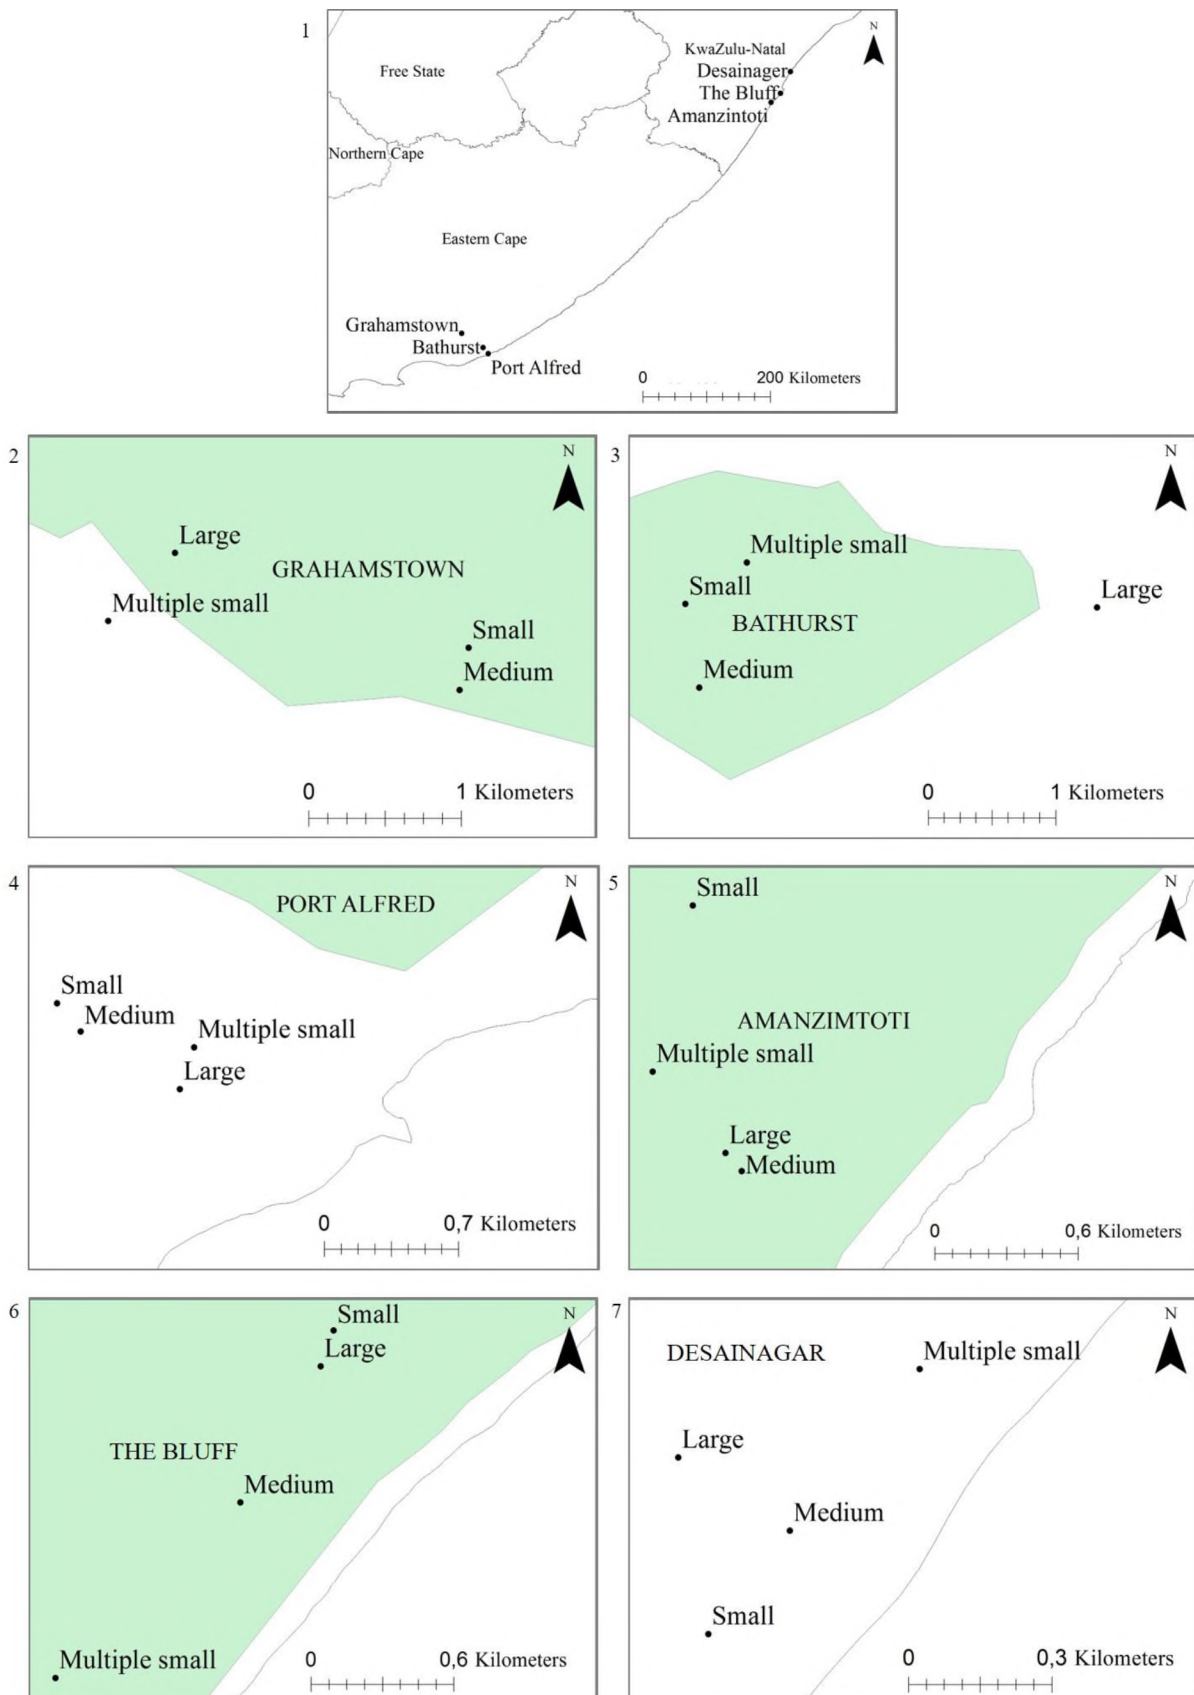 1
N
KwaZulu-Natal
Free State
Desainager
The Bluff
Amanzintoti
Northern Cape
Eastern Cape
Grahamstown
Bathurst
Port Alfred
0 200 Kilometers
2
N
Large
GRAHAMSTOWN
Multiple small
Small
Medium
0 1 Kilometers
3
N
Multiple small
Small
Large
BATHURST
Medium
0 1 Kilometers
4
N
PORT ALFRED
Small
Medium
Multiple small
Large
0 0,7 Kilometers
5
N
Small
AMANZIMTOTI
Multiple small
Large
Medium
0 0,6 Kilometers
6
N
Small
Large
THE BLUFF
Medium
Multiple small
0 0,6 Kilometers
7
N
DESAINAGAR
Multiple small
Large
Medium
Small
0 0,3 Kilometers